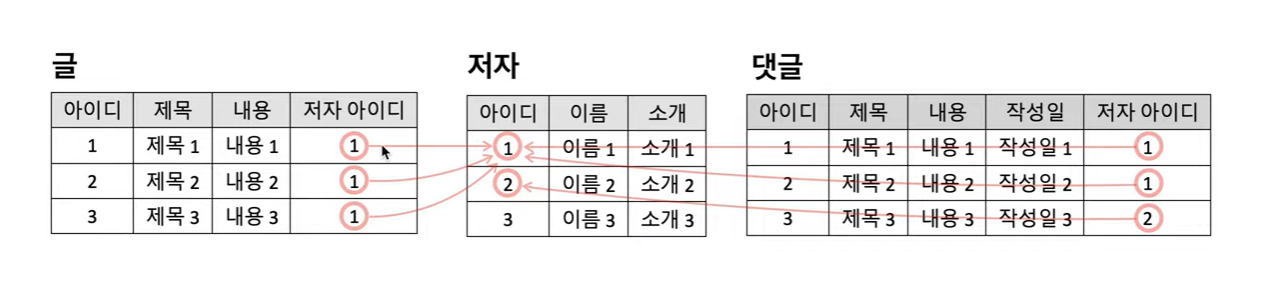 글
아이디 제목 내용 저자 아이디
1 제목 1 내용 1 1
2 제목 2 내용 2 1
3 제목 3 내용 3 1
저자
아이디 이름 소개
1 이름 1 소개 1
2 이름 2 소개 2
3 이름 3 소개 3
댓글
아이디 제목 내용 작성일 저자 아이디
1 제목 1 내용 1 작성일 1 1
2 제목 2 내용 2 작성일 2 1
3 제목 3 내용 3 작성일 3 2